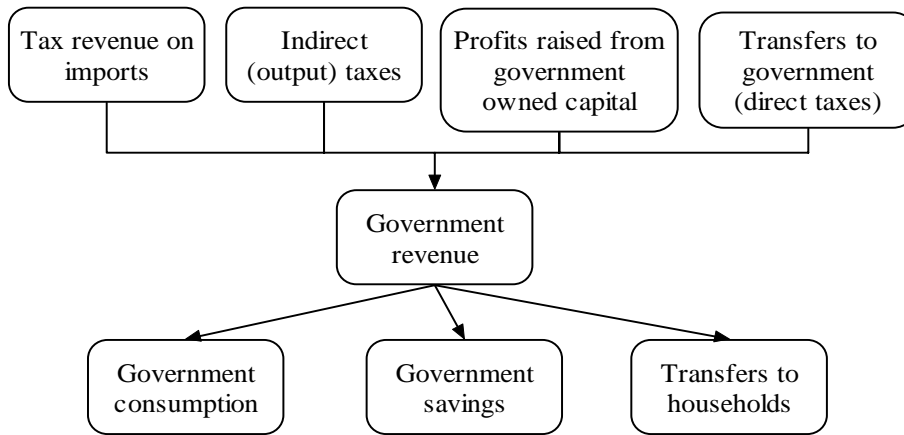 Tax revenue on
imports
Indirect
(output) taxes
Profits raised from
government
owned capital
Transfers to
government
(direct taxes)
Government
revenue
Government
consumption
Government
savings
Transfers to
households